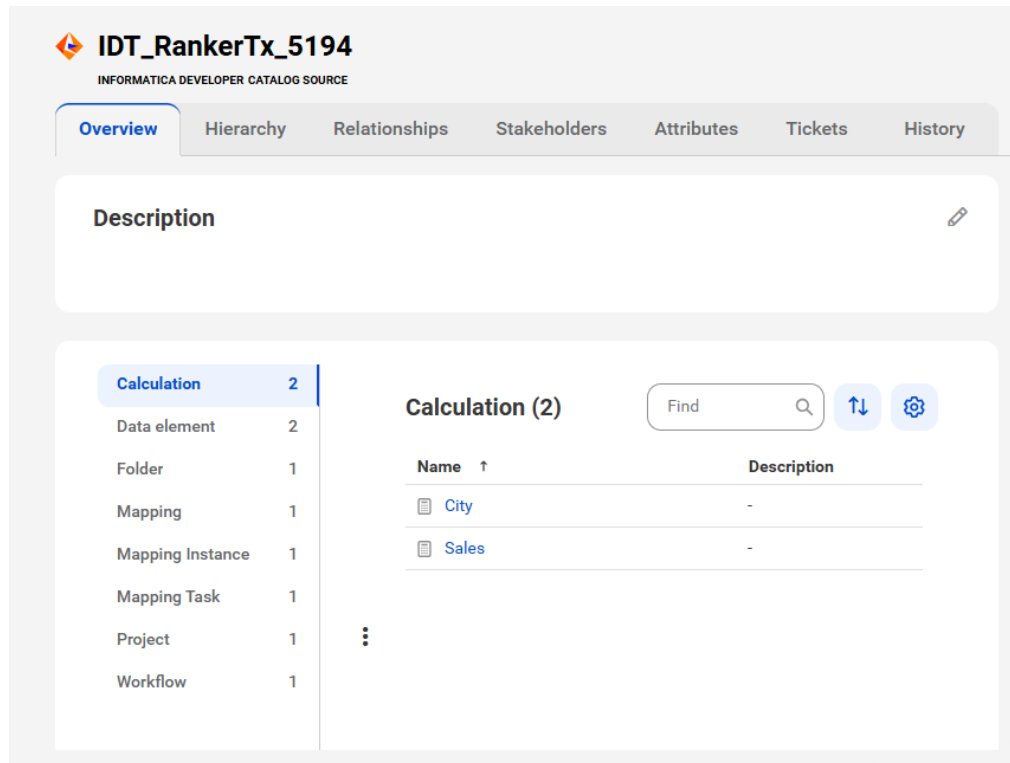 IDT_RankerTx_5194
INFORMATICA DEVELOPER CATALOG SOURCE
Overview Hierarchy Relationships Stakeholders Attributes Tickets History
Description
Calculation 2
Data element 2
Folder 1
Mapping 1
Mapping Instance 1
Mapping Task 1
Project 1
Workflow 1
Calculation (2) Find
Name ↑ Description
City -
Sales -